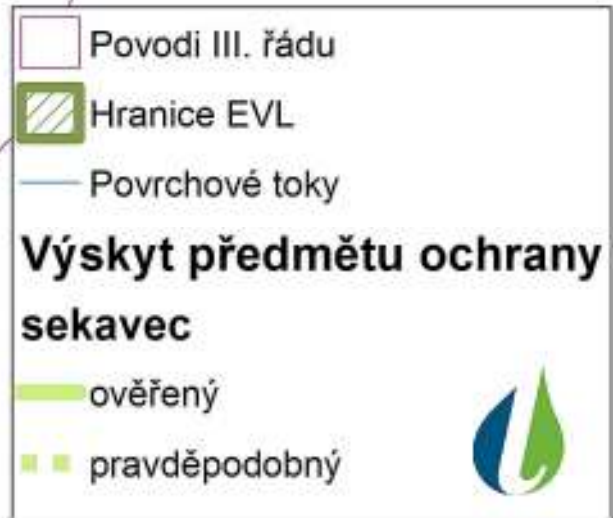 Povodi III. řádu
Hranice EVL
Povrchové toky
Výskyt předmětu ochrany
sekavec
ověřený
pravděpodobný